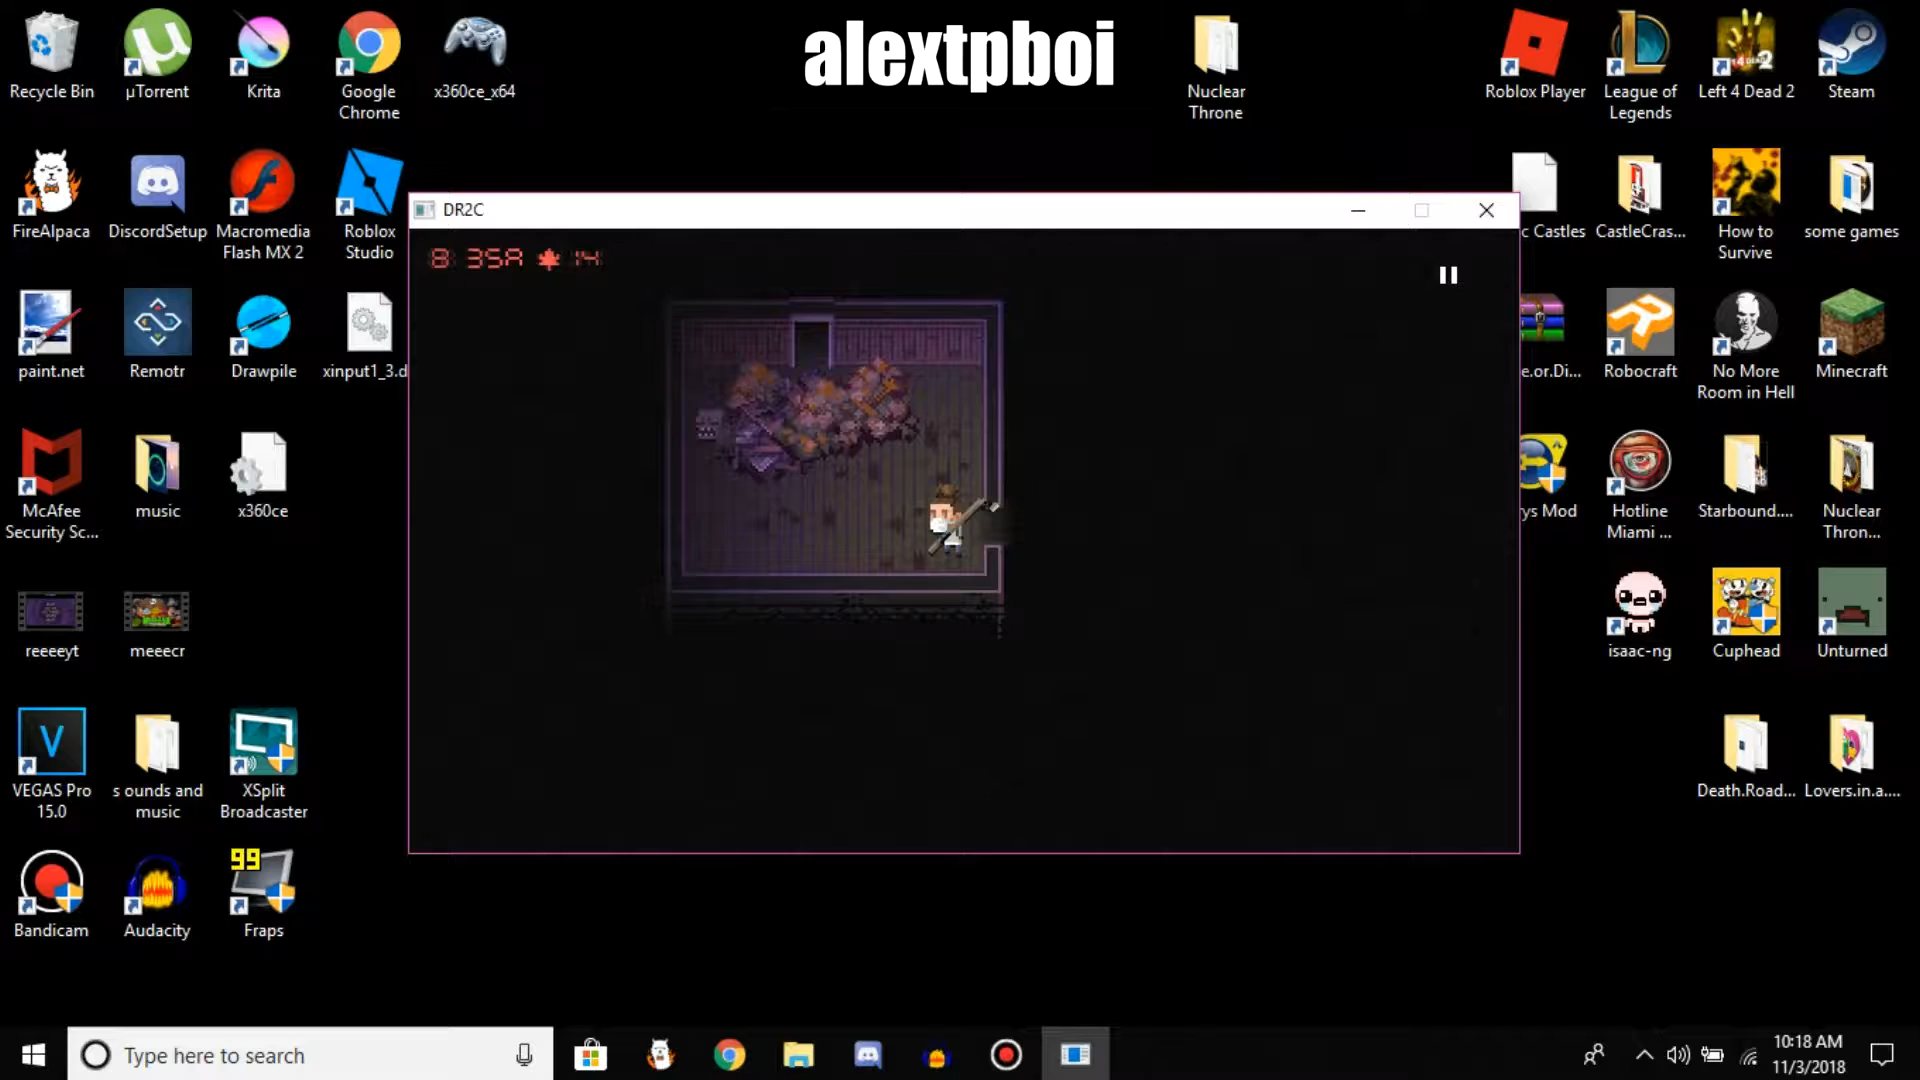 alextpboi
Recycle Bin
µTorrent
Krita
Google
Chrome
x360ce_x64
Nuclear
Throne
Roblox Player
League of
Legends
Left 4 Dead 2
Steam
FireAlpaca
DiscordSetup
Macromedia
Flash MX 2
Roblox
Studio
DR2C
8 35A 14
c Castles
CastleCras...
How to
Survive
some games
paint.net
Remotr
Drawpile
xinput1_3.d
e.or.Di...
Robocraft
No More
Room in Hell
Minecraft
McAfee
Security Sc...
music
x360ce
ys Mod
Hotline
Miami ...
Starbound....
Nuclear
Thron...
reeeeyt
meeecr
isaac-ng
Cuphead
Unturned
VEGAS Pro
15.0
s ounds and
music
XSplit
Broadcaster
Death.Road...
Lovers.in.a....
99
Bandicam
Audacity
Fraps
Type here to search
10:18 AM
11/3/2018